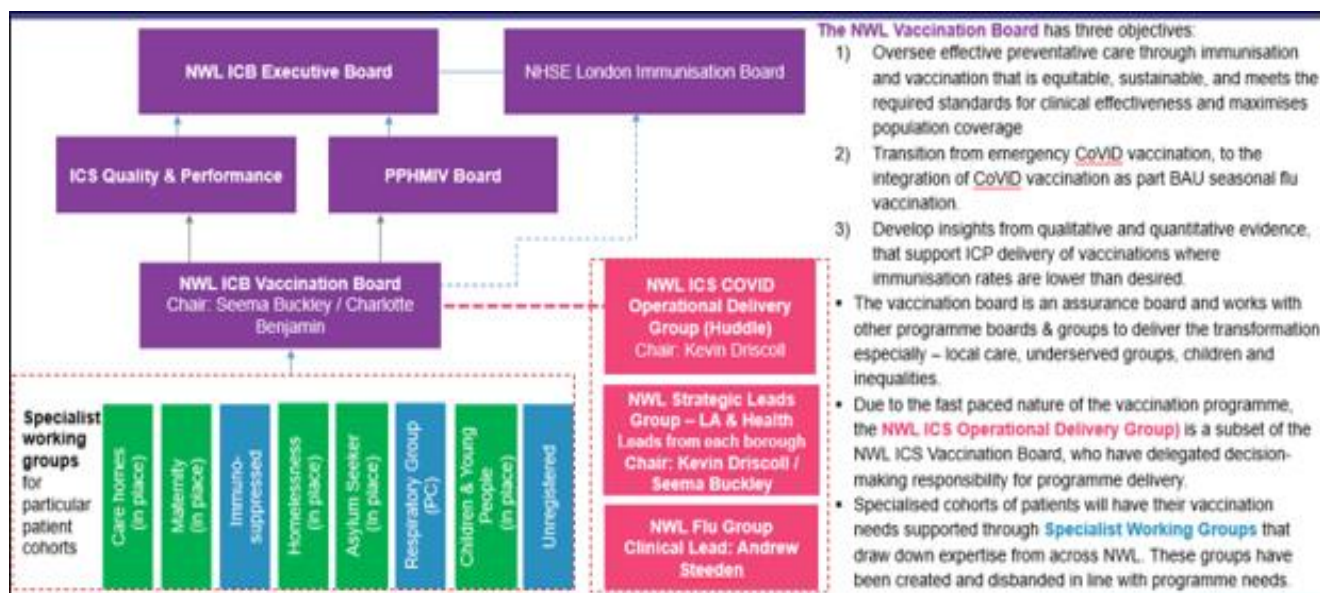 NWL ICB Executive Board
NHSE London Immunisation Board
ICS Quality & Performance
PPHMIV Board
NWL ICB Vaccination Board
Chair: Seema Buckley / Charlotte
Benjamin
NWL ICS COVID
Operational Delivery
Group (Huddle)
Chair: Kevin Driscoll
NWL Strategic Leads
Group – LA & Health
Leads from each borough
Chair: Kevin Driscoll /
Seema Buckley
NWL Flu Group
Clinical Lead: Andrew
Steeden
Specialist
working
groups
for
particular
patient
cohorts
Care homes
(in place)
Maternity
(in place)
Immuno-
suppressed
Homelessness
(in place)
Asylum Seeker
(In place)
Respiratory Group
(PC)
Children & Young
People
(in place)
Unregistered
The NWL Vaccination Board has three objectives:
1) Oversee effective preventative care through immunisation
and vaccination that is equitable, sustainable, and meets the
required standards for clinical effectiveness and maximises
population coverage
2) Transition from emergency CoVID vaccination, to the
integration of CoVID vaccination as part BAU seasonal flu
vaccination.
3) Develop insights from qualitative and quantitative evidence,
that support ICP delivery of vaccinations where
immunisation rates are lower than desired.
▪ The vaccination board is an assurance board and works with
other programme boards & groups to deliver the transformation
especially – local care, underserved groups, children and
inequalities.
▪ Due to the fast paced nature of the vaccination programme,
the NWL ICS Operational Delivery Group) is a subset of the
NWL ICS Vaccination Board, who have delegated decision-
making responsibility for programme delivery.
▪ Specialised cohorts of patients will have their vaccination
needs supported through Specialist Working Groups that
draw down expertise from across NWL. These groups have
been created and disbanded in line with programme needs.